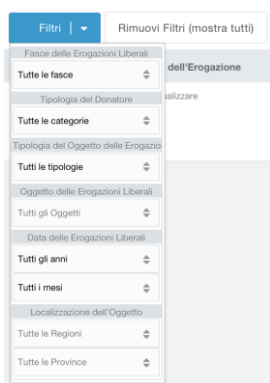 Filtri
Rimuovi Filtri (mostra tutti)
Fasce delle Erogazioni Liberali
dell'Erogazione
Tutte le fasce
Tipologia del Donatore
alizzare
Tutte le categorie
Tipologia del Oggetto delle Erogazio
Tutti le tipologie
Oggetto delle Erogazioni Liberali
Tutti gli Oggetti
Data delle Erogazioni Liberali
Tutti gli anni
Tutti i mesi
Localizzazione dell'Oggetto
Tutte le Regioni
Tutte le Province